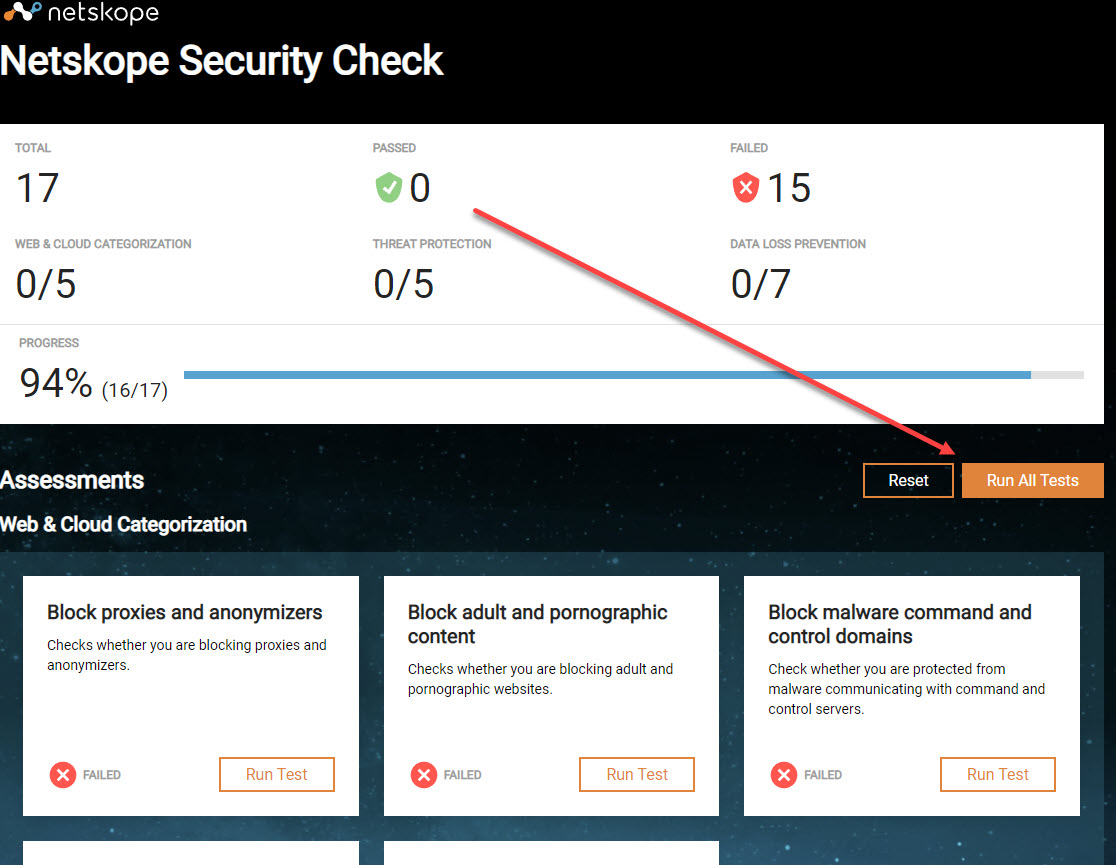 netskope
Netskope Security Check
TOTAL
17
PASSED
0
FAILED
15
WEB & CLOUD CATEGORIZATION
0/5
THREAT PROTECTION
0/5
DATA LOSS PREVENTION
0/7
PROGRESS
94% (16/17)
Assessments
Reset
Run All Tests
Web & Cloud Categorization
Block proxies and anonymizers
Checks whether you are blocking proxies and
anonymizers.
FAILED
Run Test
Block adult and pornographic
content
Checks whether you are blocking adult and
pornographic websites.
FAILED
Run Test
Block malware command and
control domains
Check whether you are protected from
malware communicating with command and
control servers.
FAILED
Run Test